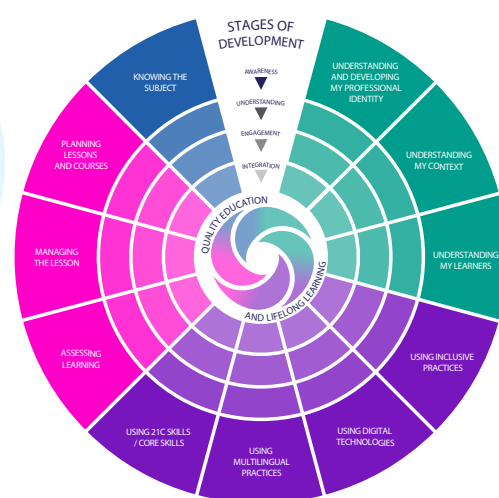 STAGES OF
DEVELOPMENT
AWARENESS
UNDERSTANDING
ENGAGEMENT
INTEGRATION
UNDERSTANDING
AND DEVELOPING
MY PROFESSIONAL
IDENTITY
UNDERSTANDING
MY CONTEXT
UNDERSTANDING
MY LEARNERS
USING INCLUSIVE
PRACTICES
USING DIGITAL
TECHNOLOGIES
USING
MULTILINGUAL
PRACTICES
USING 21C SKILLS
/ CORE SKILLS
ASSESSING
LEARNING
MANAGING
THE LESSON
PLANNING
LESSONS
AND COURSES
KNOWING THE
SUBJECT
QUALITY EDUCATION
AND LIFELONG LEARNING